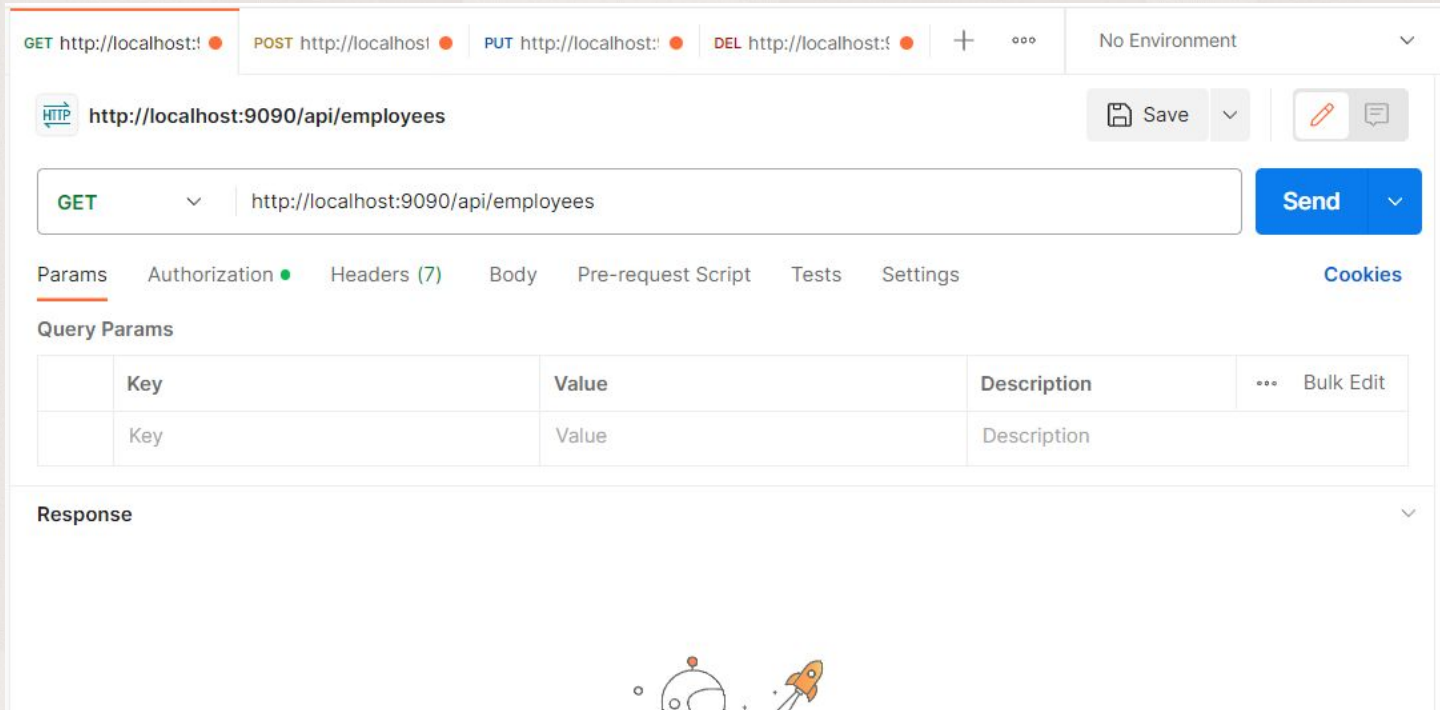 GET http://localhost:! POST http://localhost PUT http://localhost: DEL http://localhost:9 No Environment
HTTP http://localhost:9090/api/employees Save
GET http://localhost:9090/api/employees Send
Params Authorization Headers (7) Body Pre-request Script Tests Settings Cookies
Query Params
Key Value Description Bulk Edit
Key Value Description
Response